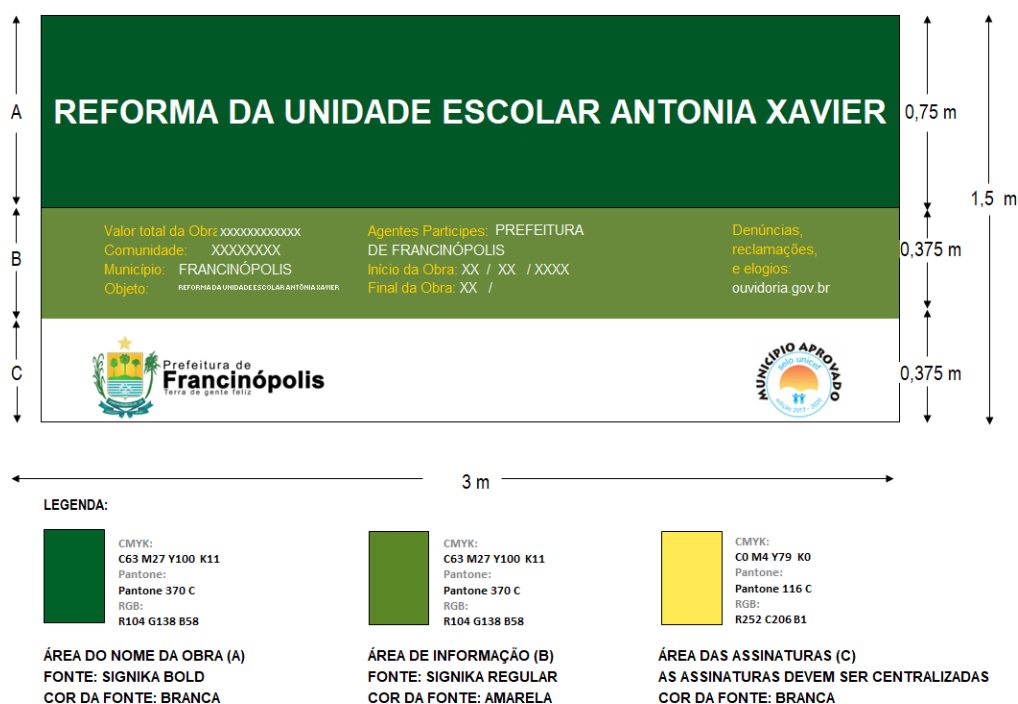 REFORMA DA UNIDADE ESCOLAR ANTONIA XAVIER
A
0,75 m
1,5 m
B
Valor total da Obra xxxxxxxxxxxx
Comunidade: XXXXXXXX
Município: FRANCINÓPOLIS
Objeto: REFORMA DA UNIDADE ESCOLAR ANTÔNIA XAVIER
Agentes Participes: PREFEITURA
DE FRANCINÓPOLIS
Início da Obra: XX / XX / XXXX
Final da Obra: XX /
Denúncias,
reclamações,
e elogios:
ouvidoria.gov.br
0,375 m
C
Prefeitura de
Francinópolis
Terra de gente feliz
MUNICÍPIO APROVADO
selo unicef
edição 2017 - 2020
0,375 m
3 m
LEGENDA:
CMYK:
C63 M27 Y100 K11
Pantone:
Pantone 370 C
RGB:
R104 G138 B58
ÁREA DO NOME DA OBRA (A)
FONTE: SIGNIKA BOLD
COR DA FONTE: BRANCA
CMYK:
C63 M27 Y100 K11
Pantone:
Pantone 370 C
RGB:
R104 G138 B58
ÁREA DE INFORMAÇÃO (B)
FONTE: SIGNIKA REGULAR
COR DA FONTE: AMARELA
CMYK:
C0 M4 Y79 K0
Pantone:
Pantone 116 C
RGB:
R252 C206 B1
ÁREA DAS ASSINATURAS (C)
AS ASSINATURAS DEVEM SER CENTRALIZADAS
COR DA FONTE: BRANCA